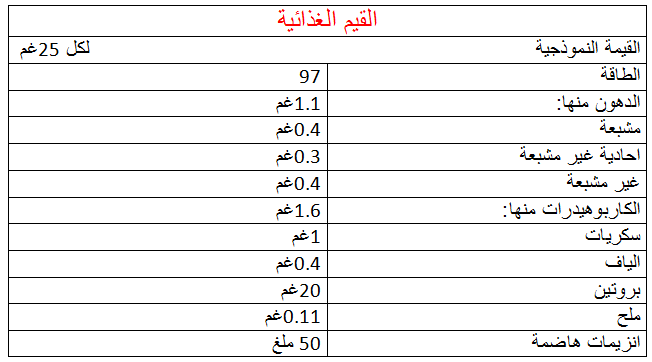 القيم الغذائية
القيمة النموذجية لكل 25غم
الطاقة 97
الدهون منها: 1.1غم
مشبعة 0.4غم
احادية غير مشبعة 0.3غم
غير مشبعة 0.4غم
الكاربوهيدرات منها: 1.6غم
سكريات 1غم
الياف 0.4غم
بروتين 20غم
ملح 0.11غم
انزيمات هاضمة 50 ملغ